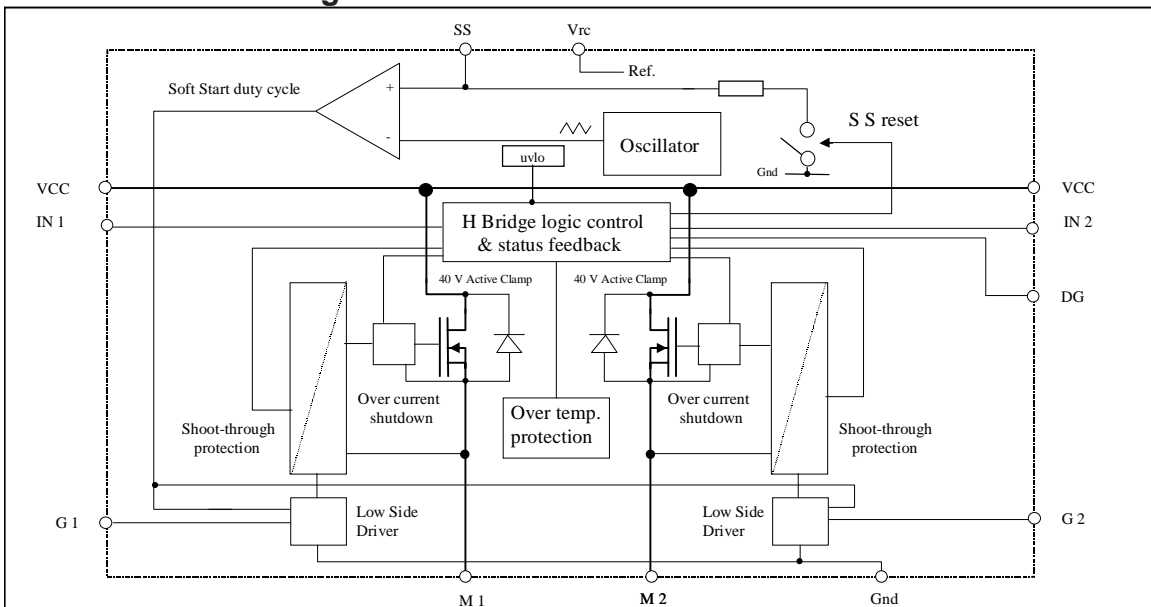 g
SS
Vrc
Ref.
Soft Start duty cycle
+
-
Oscillator
S S reset
Gnd
uvlo
VCC
VCC
IN 1
IN 2
H Bridge logic control
& status feedback
DG
40 V Active Clamp
40 V Active Clamp
Over current
shutdown
Over temp.
protection
Over current
shutdown
Shoot-through
protection
Shoot-through
protection
Low Side
Driver
Low Side
Driver
G 1
G 2
M 1
M 2
Gnd